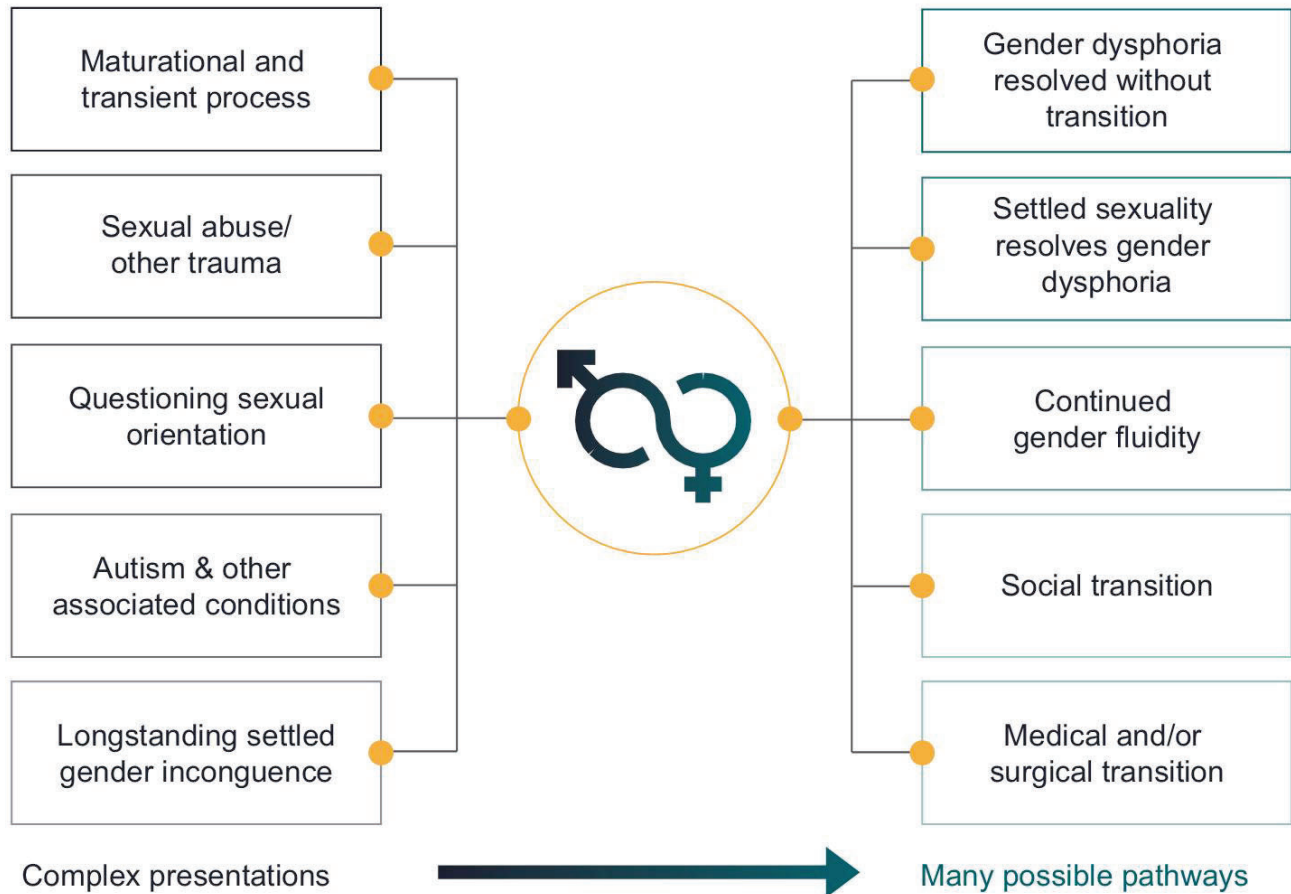 Maturational and
transient process
Sexual abuse/
other trauma
Questioning sexual
orientation
Autism & other
associated conditions
Longstanding settled
gender inconguence
Complex presentations
Gender dysphoria
resolved without
transition
Settled sexuality
resolves gender
dysphoria
Continued
gender fluidity
Social transition
Medical and/or
surgical transition
Many possible pathways